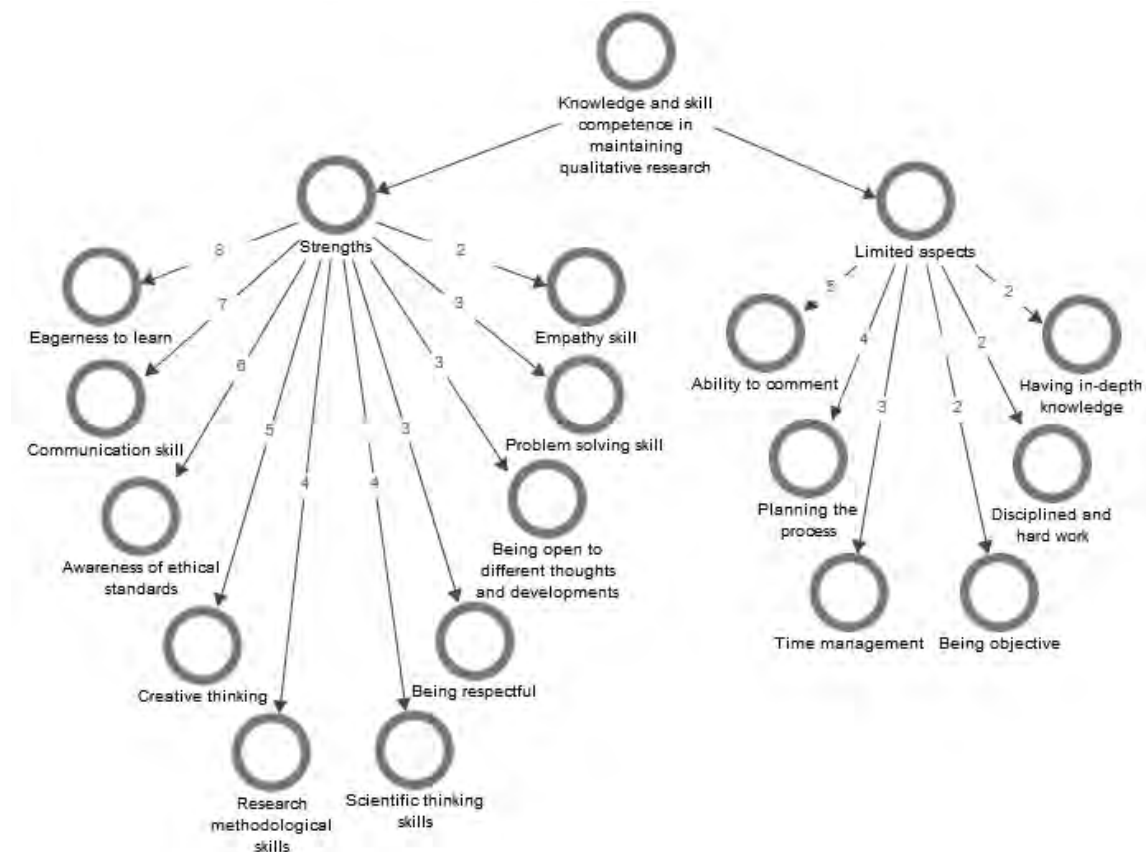 Knowledge and skill
competence in
maintaining
qualitative research
Strengths
Limited aspects
8
2
5
2
Eagerness to learn
Empathy skill
7
3
Ability to comment
4
2
Having in-depth
knowledge
6
3
3
2
Communication skill
Problem solving skill
5
3
4
4
Planning the
process
Disciplined and
hard work
Awareness of ethical
standards
Being open to
different thoughts
and developments
Time management
Being objective
Creative thinking
Being respectful
Research
methodological
skills
Scientific thinking
skills